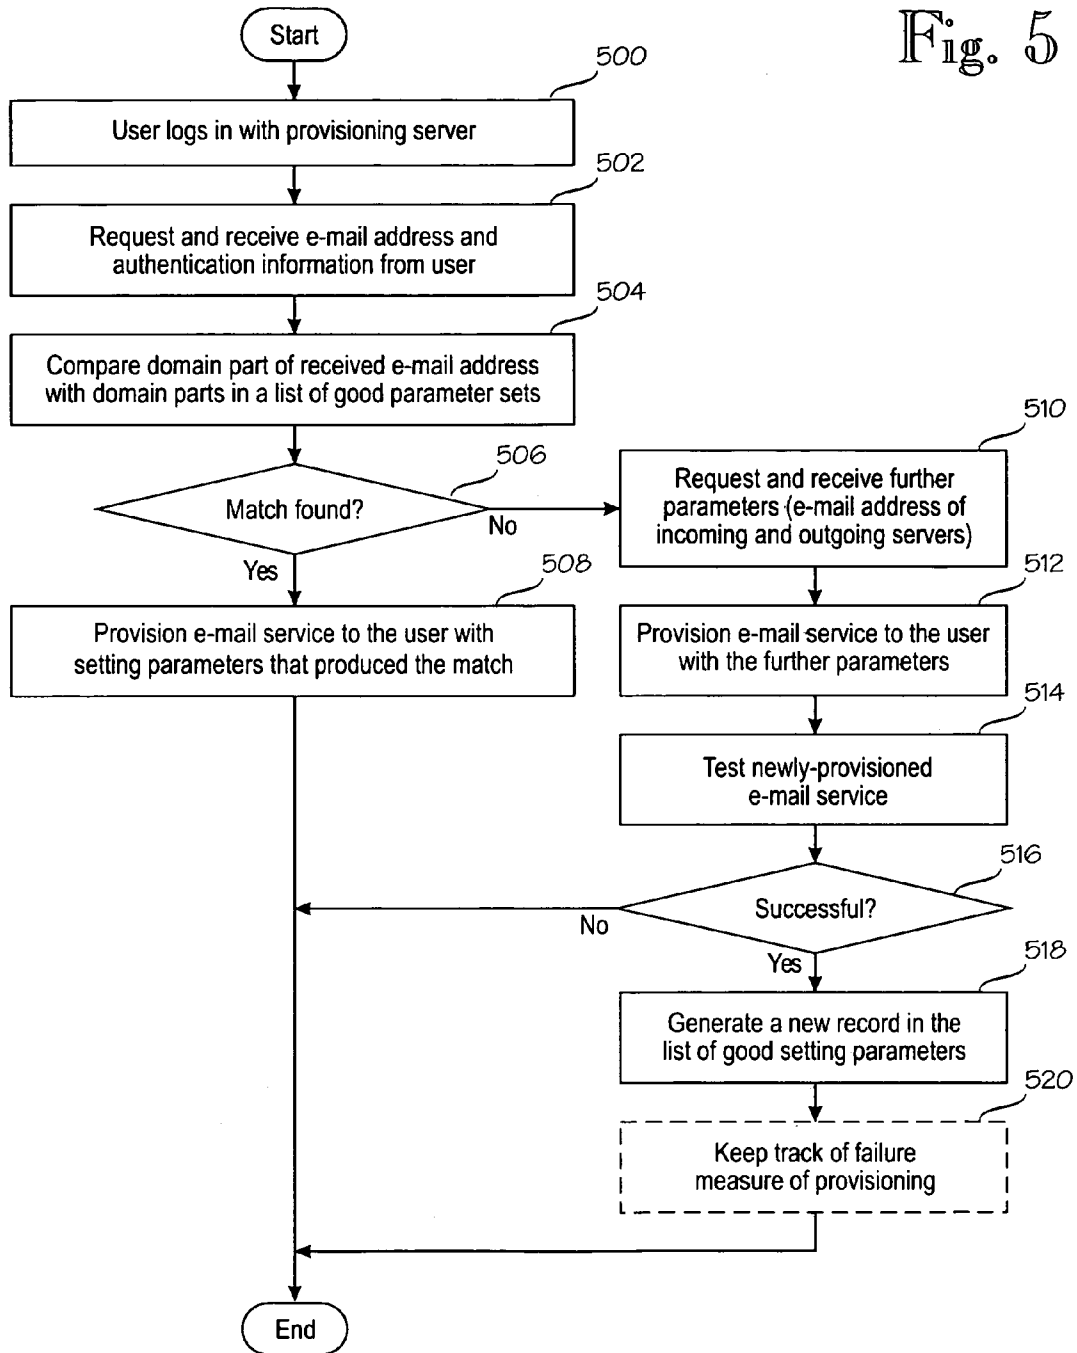 Fig. 5
Start
500
User logs in with provisioning server
502
Request and receive e-mail address and
authentication information from user
504
Compare domain part of received e-mail address
with domain parts in a list of good parameter sets
506
Match found?
No
Yes
508
Provision e-mail service to the user with
setting parameters that produced the match
510
Request and receive further
parameters (e-mail address of
incoming and outgoing servers)
512
Provision e-mail service to the user
with the further parameters
514
Test newly-provisioned
e-mail service
516
Successful?
No
Yes
518
Generate a new record in the
list of good setting parameters
520
Keep track of failure
measure of provisioning
End